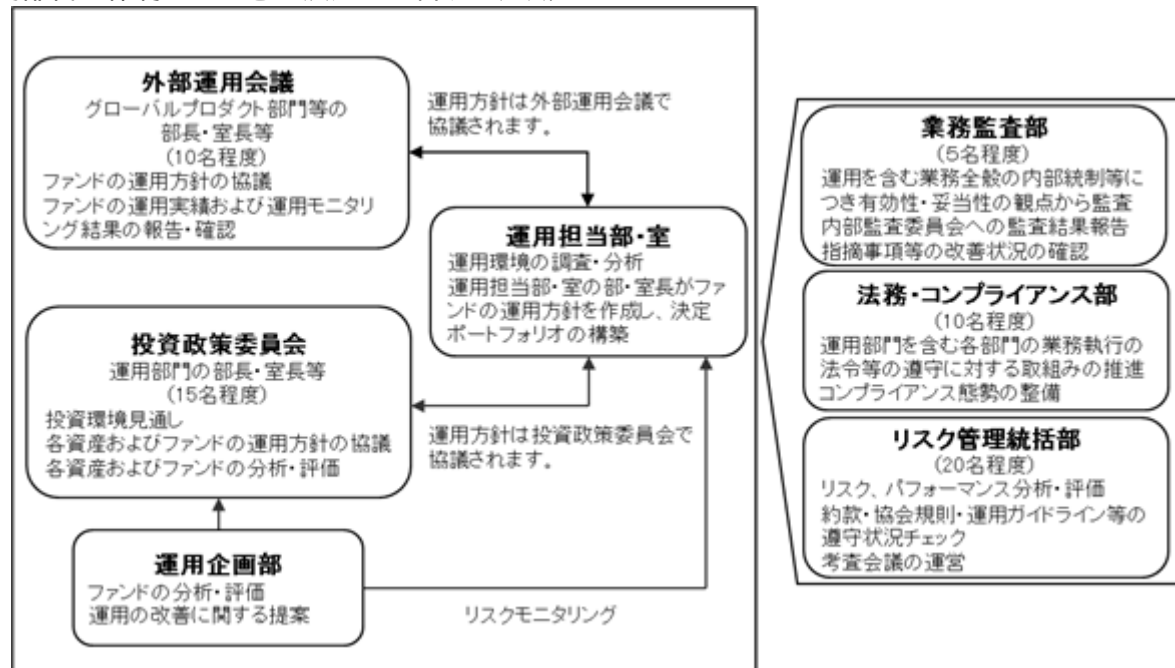 外部運用会議
グローバルプロダクト部門等の
部長・室長等
(10名程度)
ファンドの運用方針の協議
ファンドの運用実績および運用モニタリ
ング結果の報告・確認
運用方針は外部運用会議で
協議されます。
運用担当部・室
運用環境の調査・分析
運用担当部・室の部・室長がファ
ンドの運用方針を作成し、決定
ポートフォリオの構築
投資政策委員会
運用部門の部長・室長等
(15名程度)
投資環境見通し
各資産およびファンドの運用方針の協議
各資産およびファンドの分析・評価
運用方針は投資政策委員会で
協議されます。
運用企画部
ファンドの分析・評価
運用の改善に関する提案
リスクモニタリング
業務監査部
(5名程度)
運用を含む業務全般の内部統制等に
つき有効性・妥当性の観点から監査
内部監査委員会への監査結果報告
指摘事項等の改善状況の確認
法務・コンプライアンス部
(10名程度)
運用部門を含む各部門の業務執行の
法令等の遵守に対する取組みの推進
コンプライアンス態勢の整備
リスク管理統括部
(20名程度)
リスク、パフォーマンス分析・評価
約款・協会規則・運用ガイドライン等の
遵守状況チェック
考査会議の運営